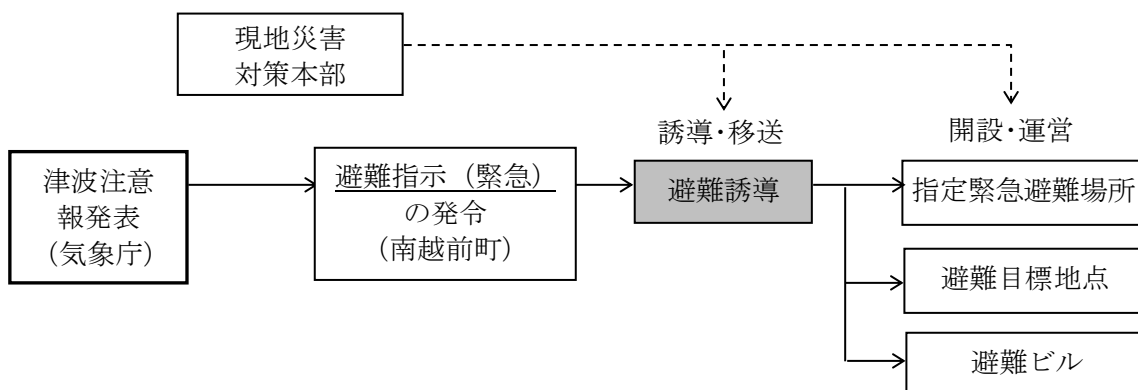 現地災害
対策本部
誘導・移送
開設・運営
津波注意
報発表
（気象庁）
避難指示（緊急）
の発令
（南越前町）
避難誘導
指定緊急避難場所
避難目標地点
避難ビル